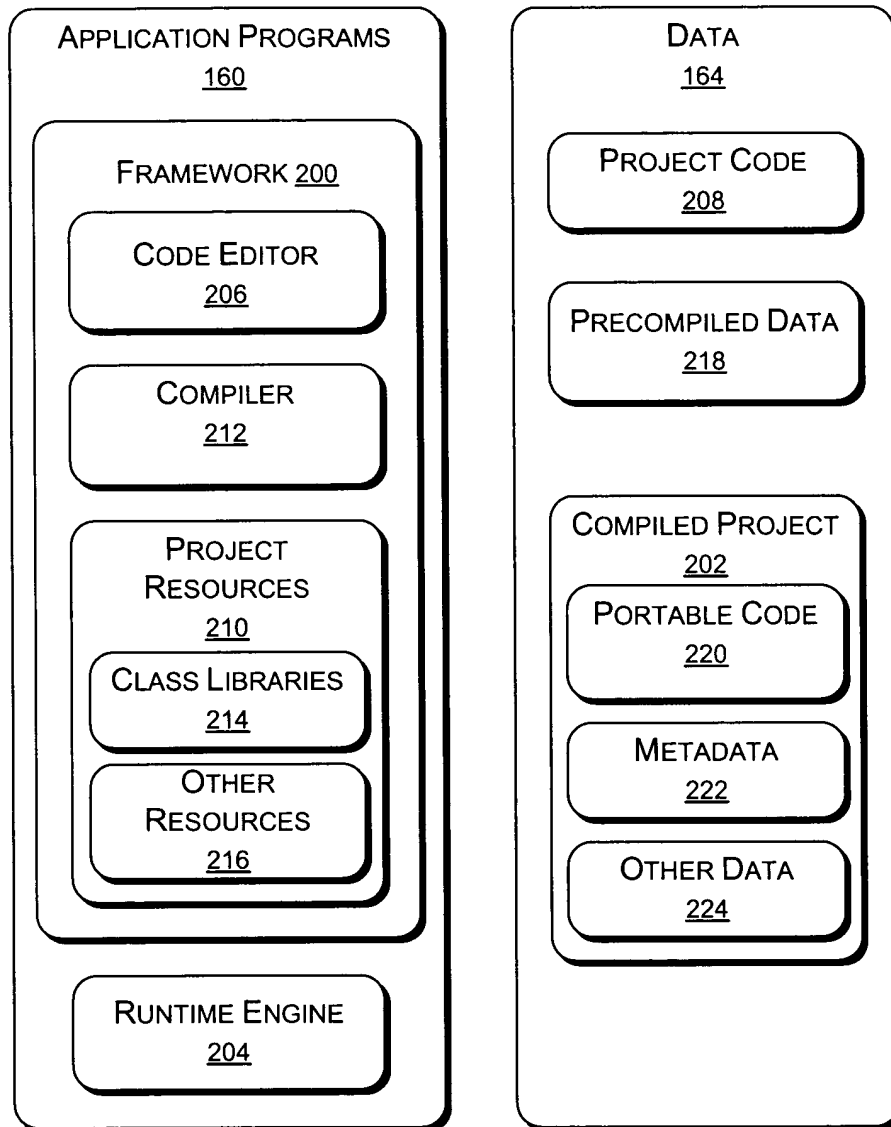 APPLICATION PROGRAMS
160
FRAMEWORK 200
CODE EDITOR
206
COMPILER
212
PROJECT
RESOURCES
210
CLASS LIBRARIES
214
OTHER
RESOURCES
216
RUNTIME ENGINE
204
DATA
164
PROJECT CODE
208
PRECOMPILED DATA
218
COMPILED PROJECT
202
PORTABLE CODE
220
METADATA
222
OTHER DATA
224